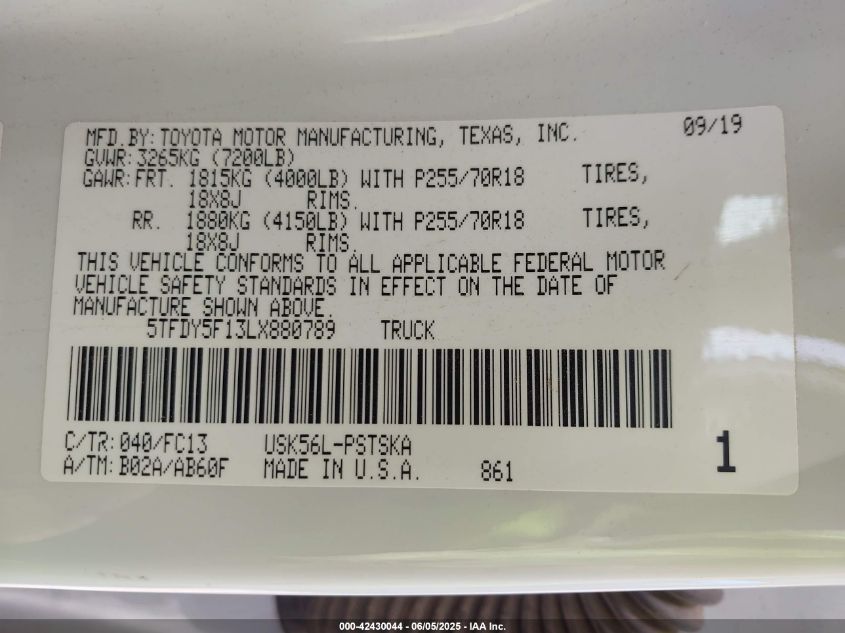 MFD.BY: TOYOTA MOTOR MANUFACTURING, TEXAS, INC. 09/19
GVWR: 3265KG (7200LB)
GAWR: FRT. 1815KG (4000LB) WITH P255/70R18 TIRES,
18X8J RIMS.
RR. 1880KG (4150LB) WITH P255/70R18 TIRES,
18X8J RIMS.
THIS VEHICLE CONFORMS TO ALL APPLICABLE FEDERAL MOTOR
VEHICLE SAFETY STANDARDS IN EFFECT ON THE DATE OF
MANUFACTURE SHOWN ABOVE.
5TFDY5F13LX880789 TRUCK
C/TR: 040/FC13 USK56L-PSTSKA
A/TM: B02A/AB60F MADE IN U.S.A. 861 1
000-42430044 - 06/05/2025 - IAA Inc.